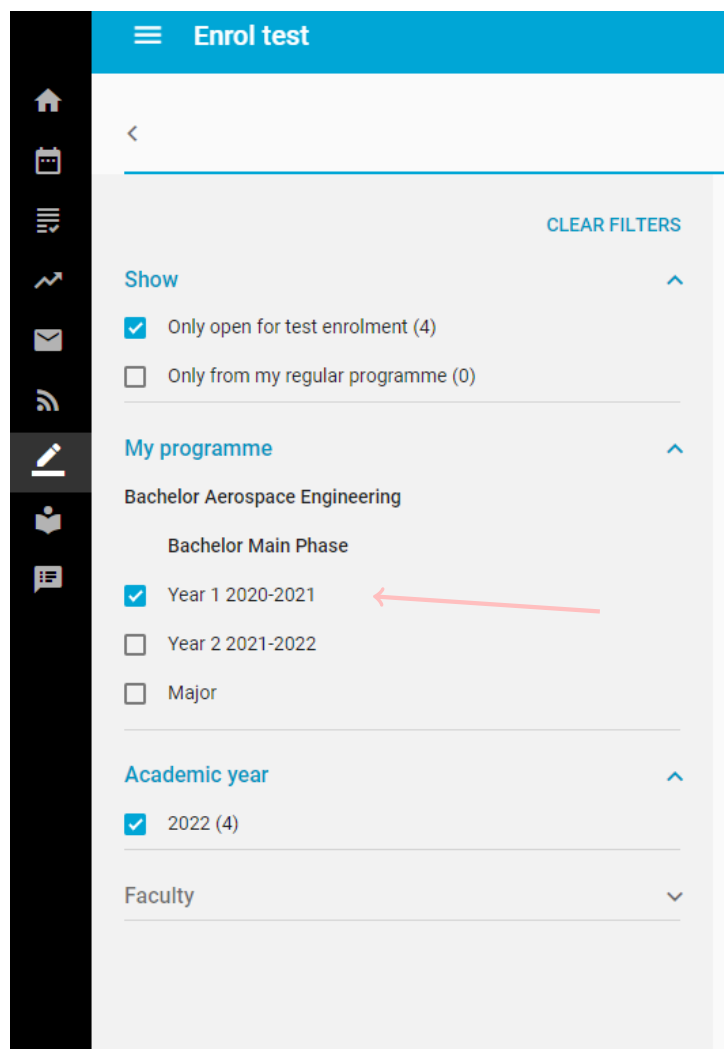 Enrol test
CLEAR FILTERS
Show
Only open for test enrolment (4)
Only from my regular programme (0)
My programme
Bachelor Aerospace Engineering
Bachelor Main Phase
Year 1 2020-2021
Year 2 2021-2022
Major
Academic year
2022 (4)
Faculty